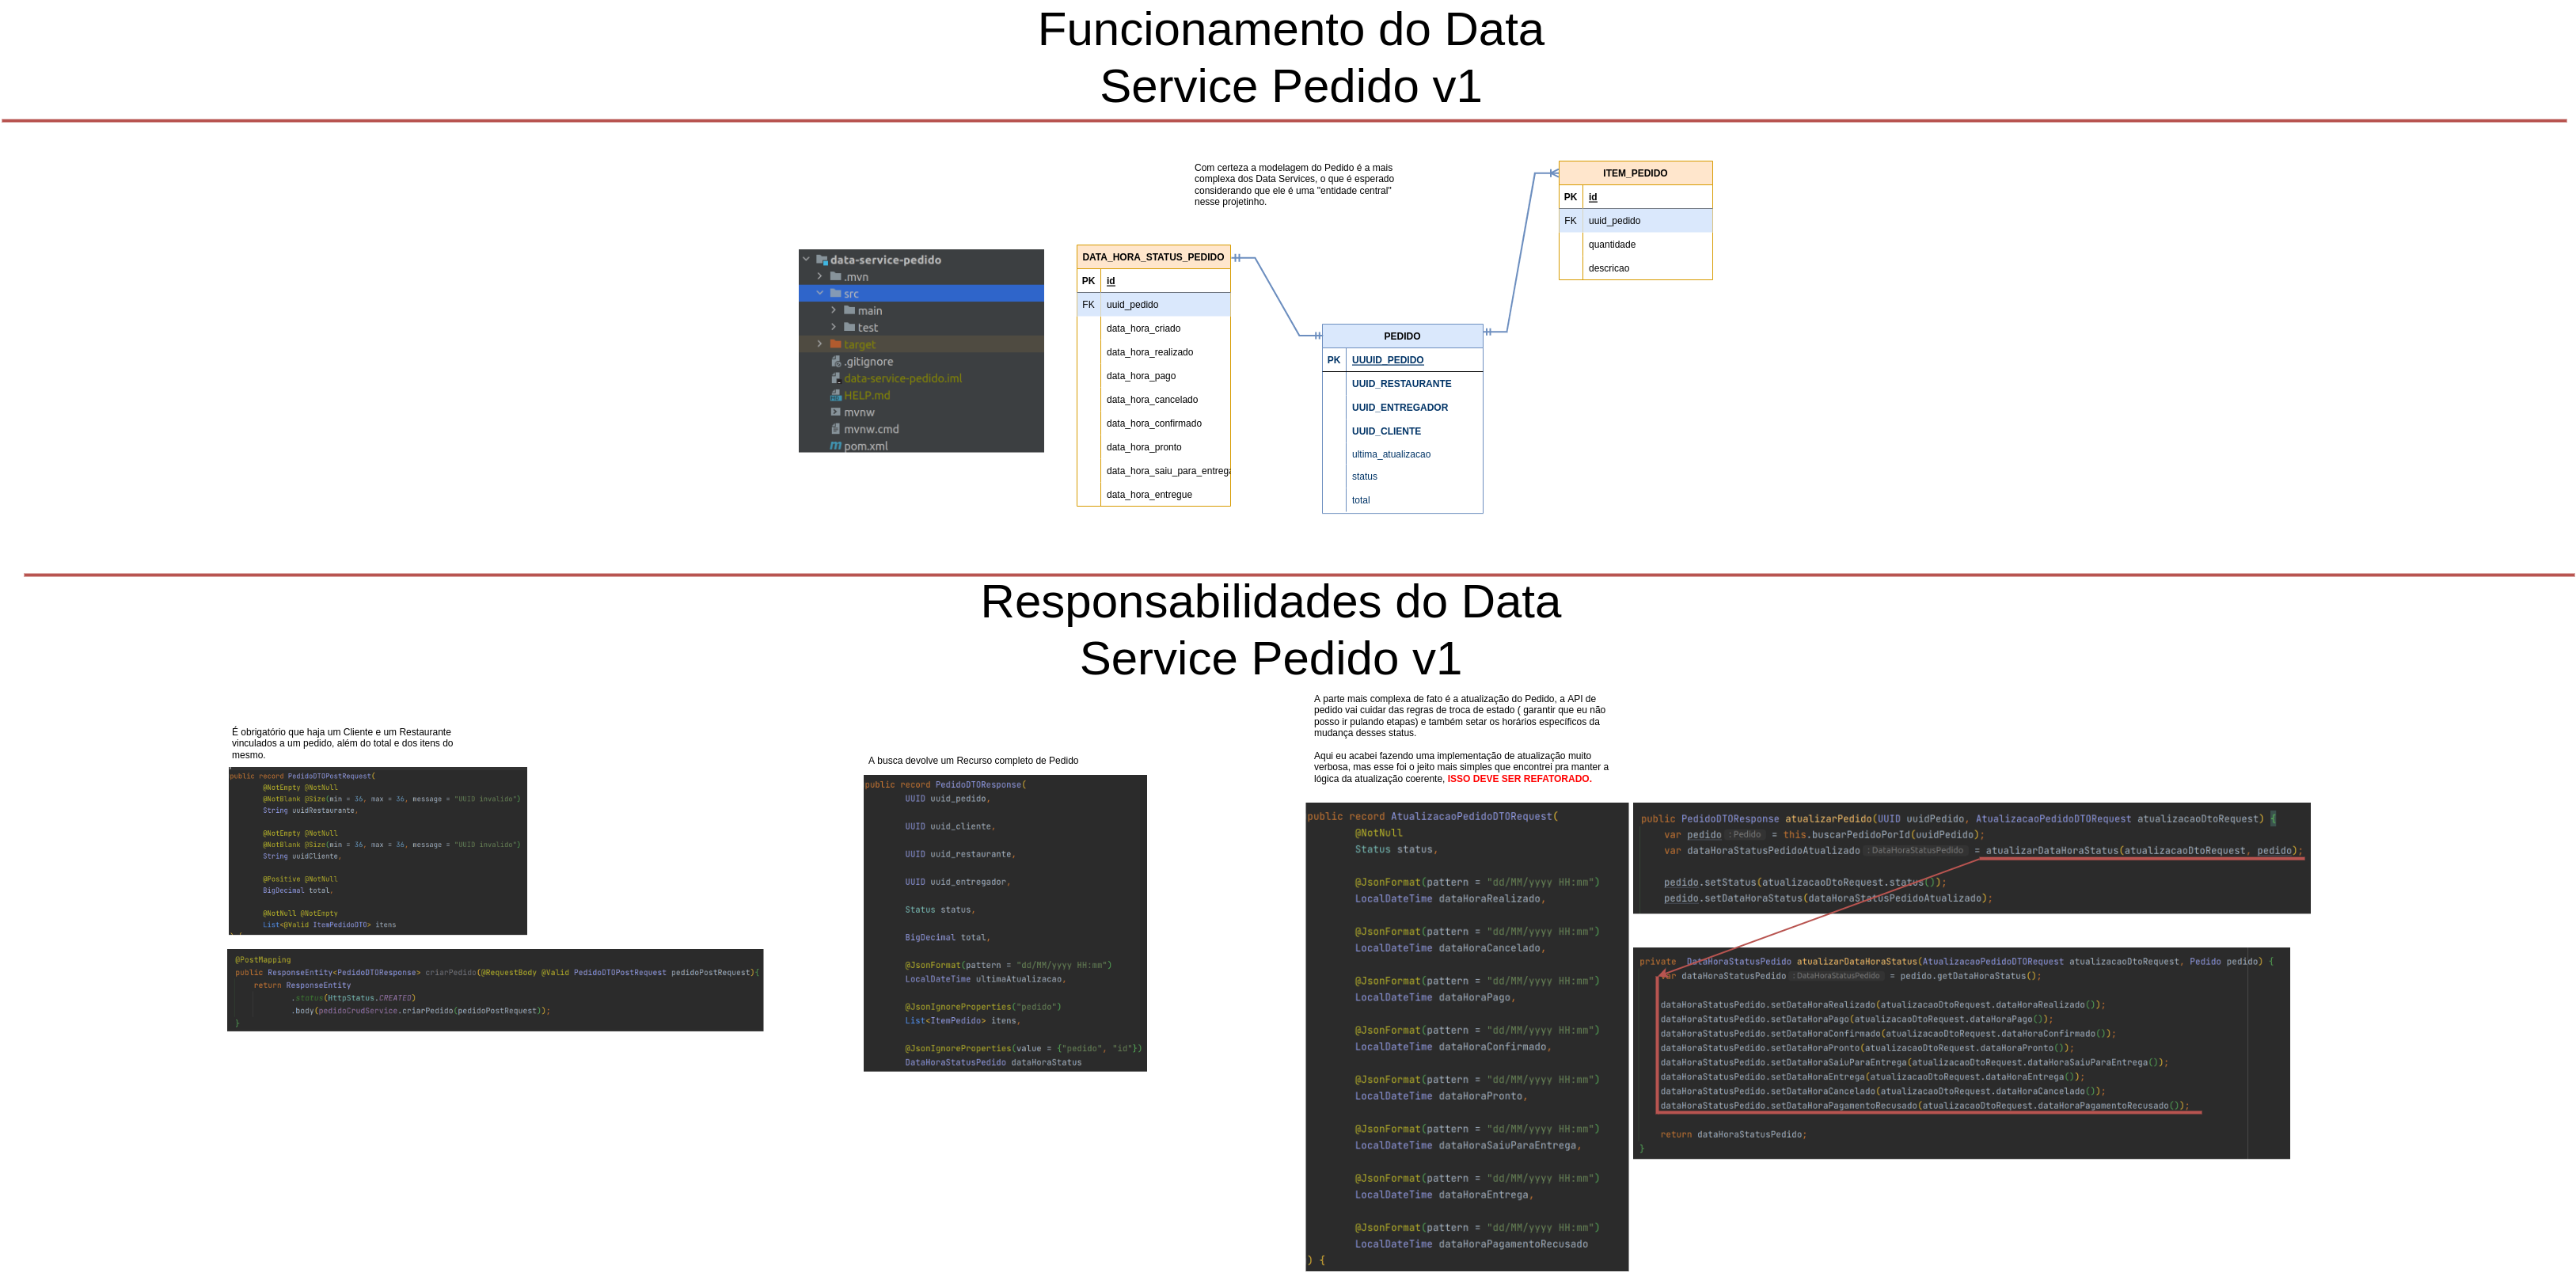 Funcionamento do Data
Service Pedido v1
Com certeza a modelagem do Pedido é a mais
complexa dos Data Services, o que é esperado
considerando que ele é uma "entidade central"
nesse projetinho.
data-service-pedido
.mvn
src
main
test
target
.gitignore
data-service-pedido.iml
HELP.md
mvnw
mvnw.cmd
pom.xml
DATA_HORA_STATUS_PEDIDO
PK id
FK uuid_pedido
data_hora_criado
data_hora_realizado
data_hora_pago
data_hora_cancelado
data_hora_confirmado
data_hora_pronto
data_hora_saiu_para_entrega
data_hora_entregue
PEDIDO
PK UUUID_PEDIDO
UUID_RESTAURANTE
UUID_ENTREGADOR
UUID_CLIENTE
ultima_atualizacao
status
total
ITEM_PEDIDO
PK id
FK uuid_pedido
quantidade
descricao
Responsabilidades do Data
Service Pedido v1
É obrigatório que haja um Cliente e um Restaurante
vinculados a um pedido, além do total e dos itens do
mesmo.
public record PedidoDTOPostRequest(
@NotEmpty @NotNull
@NotBlank @Size(min = 36, max = 36, message = "UUID invalido")
String uuidRestaurante,
@NotEmpty @NotNull
@NotBlank @Size(min = 36, max = 36, message = "UUID invalido")
String uuidCliente,
@Positive @NotNull
BigDecimal total,
@NotNull @NotEmpty
List<@Valid ItemPedidoDTO> itens
@PostMapping
public ResponseEntity<PedidoDTOResponse> criarPedido(@RequestBody @Valid PedidoDTOPostRequest pedidoPostRequest){
return ResponseEntity
.status(HttpStatus.CREATED)
.body(pedidoCrudService.criarPedido(pedidoPostRequest));
}
A busca devolve um Recurso completo de Pedido
public record PedidoDTOResponse(
UUID uuid_pedido,
UUID uuid_cliente,
UUID uuid_restaurante,
UUID uuid_entregador,
Status status,
BigDecimal total,
@JsonFormat(pattern = "dd/MM/yyyy HH:mm")
LocalDateTime ultimaAtualizacao,
@JsonIgnoreProperties("pedido")
List<ItemPedido> itens,
@JsonIgnoreProperties(value = {"pedido", "id"})
DataHoraStatusPedido dataHoraStatus
A parte mais complexa de fato é a atualização do Pedido, a API de
pedido vai cuidar das regras de troca de estado ( garantir que eu não
posso ir pulando etapas) e também setar os horários específicos da
mudança desses status.
Aqui eu acabei fazendo uma implementação de atualização muito
verbosa, mas esse foi o jeito mais simples que encontrei pra manter a
lógica da atualização coerente, ISSO DEVE SER REFATORADO.
public record AtualizacaoPedidoDTORequest(
@NotNull
Status status,
@JsonFormat(pattern = "dd/MM/yyyy HH:mm")
LocalDateTime dataHoraRealizado,
@JsonFormat(pattern = "dd/MM/yyyy HH:mm")
LocalDateTime dataHoraCancelado,
@JsonFormat(pattern = "dd/MM/yyyy HH:mm")
LocalDateTime dataHoraPago,
@JsonFormat(pattern = "dd/MM/yyyy HH:mm")
LocalDateTime dataHoraConfirmado,
@JsonFormat(pattern = "dd/MM/yyyy HH:mm")
LocalDateTime dataHoraPronto,
@JsonFormat(pattern = "dd/MM/yyyy HH:mm")
LocalDateTime dataHoraSaiuParaEntrega,
@JsonFormat(pattern = "dd/MM/yyyy HH:mm")
LocalDateTime dataHoraEntrega,
@JsonFormat(pattern = "dd/MM/yyyy HH:mm")
LocalDateTime dataHoraPagamentoRecusado
) {
public PedidoDTOResponse atualizarPedido(UUID uuidPedido, AtualizacaoPedidoDTORequest atualizacaoDtoRequest) {
var pedido : Pedido = this.buscarPedidoPorId(uuidPedido);
var dataHoraStatusPedidoAtualizado : DataHoraStatusPedido = atualizarDataHoraStatus(atualizacaoDtoRequest, pedido);
pedido.setStatus(atualizacaoDtoRequest.status());
pedido.setDataHoraStatus(dataHoraStatusPedidoAtualizado);
private DataHoraStatusPedido atualizarDataHoraStatus(AtualizacaoPedidoDTORequest atualizacaoDtoRequest, Pedido pedido) {
var dataHoraStatusPedido : DataHoraStatusPedido = pedido.getDataHoraStatus();
dataHoraStatusPedido.setDataHoraRealizado(atualizacaoDtoRequest.dataHoraRealizado());
dataHoraStatusPedido.setDataHoraPago(atualizacaoDtoRequest.dataHoraPago());
dataHoraStatusPedido.setDataHoraConfirmado(atualizacaoDtoRequest.dataHoraConfirmado());
dataHoraStatusPedido.setDataHoraPronto(atualizacaoDtoRequest.dataHoraPronto());
dataHoraStatusPedido.setDataHoraSaiuParaEntrega(atualizacaoDtoRequest.dataHoraSaiuParaEntrega());
dataHoraStatusPedido.setDataHoraEntrega(atualizacaoDtoRequest.dataHoraEntrega());
dataHoraStatusPedido.setDataHoraCancelado(atualizacaoDtoRequest.dataHoraCancelado());
dataHoraStatusPedido.setDataHoraPagamentoRecusado(atualizacaoDtoRequest.dataHoraPagamentoRecusado());
return dataHoraStatusPedido;
}